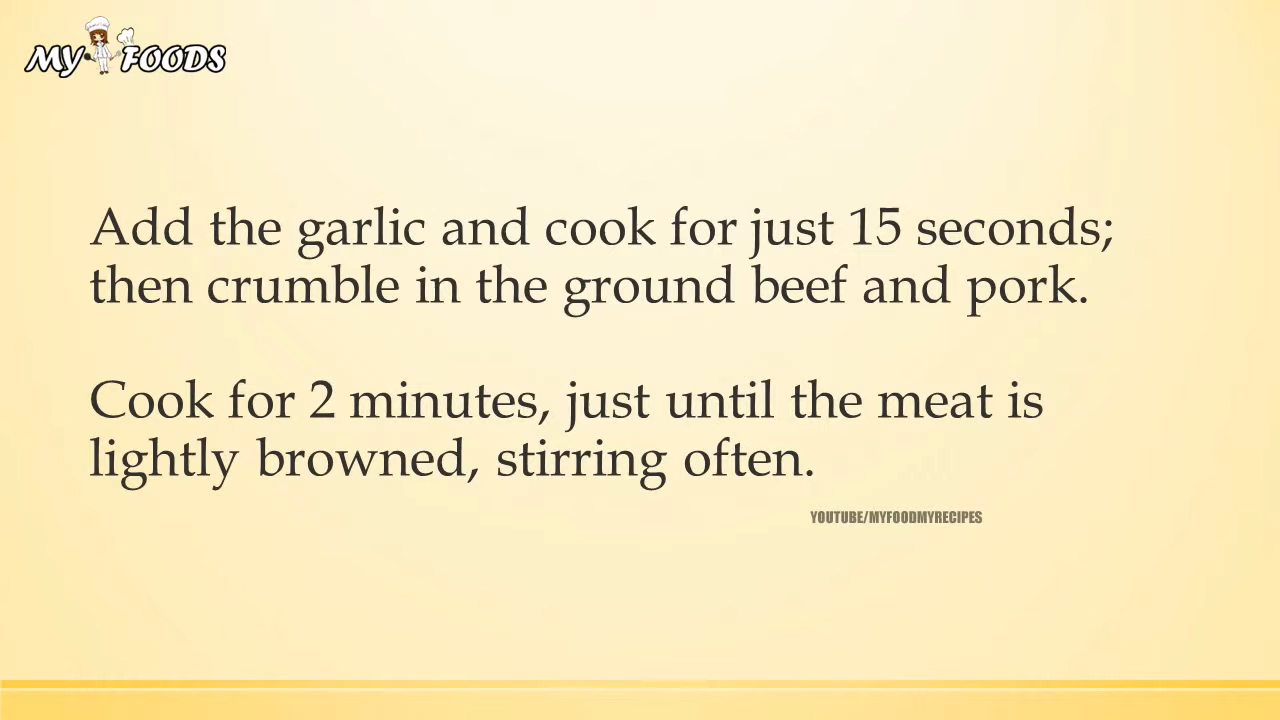 MY FOODS
Add the garlic and cook for just 15 seconds;
then crumble in the ground beef and pork.
Cook for 2 minutes, just until the meat is
lightly browned, stirring often.
YOUTUBE/MYFOODMYRECIPES